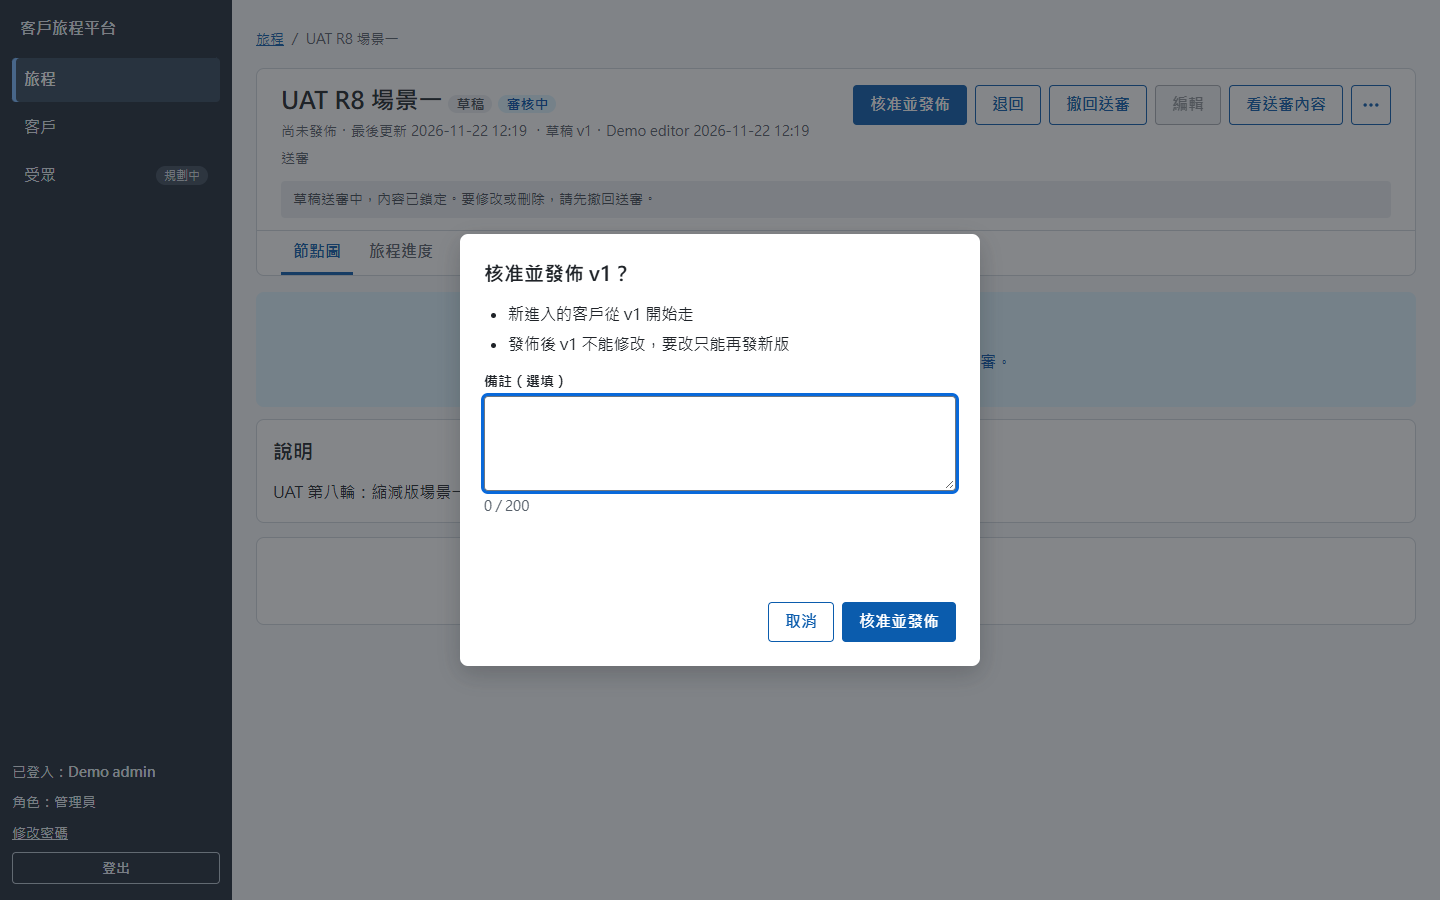 客戶旅程平台
旅程
客戶
受眾 規劃中
已登入：Demo admin
角色：管理員
修改密碼
登出
旅程 / UAT R8 場景一
UAT R8 場景一 草稿 審核中
核准並發佈 退回 撤回送審 編輯 看送審內容 ···
尚未發佈 · 最後更新 2026-11-22 12:19 · 草稿 v1 · Demo editor 2026-11-22 12:19
送審
草稿送審中，內容已鎖定。要修改或刪除，請先撤回送審。
節點圖 旅程進度
審。
說明
UAT 第八輪：縮減版場景一
核准並發佈 v1？
• 新進入的客戶從 v1 開始走
• 發佈後 v1 不能修改，要改只能再發新版
備註（選填）
0 / 200
取消 核准並發佈